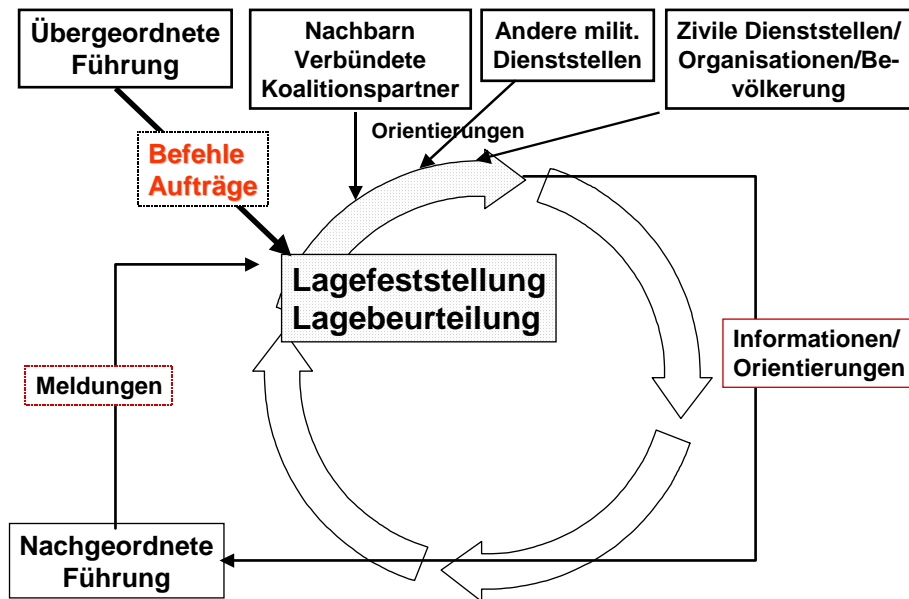 Übergeordnete
Führung
Nachbarn
Verbündete
Koalitionspartner
Andere milit.
Dienststellen
Zivile Dienststellen/
Organisationen/Be-
völkerung
Orientierungen
Befehle
Aufträge
Lagefeststellung
Lagebeurteilung
Informationen/
Orientierungen
Meldungen
Nachgeordnete
Führung